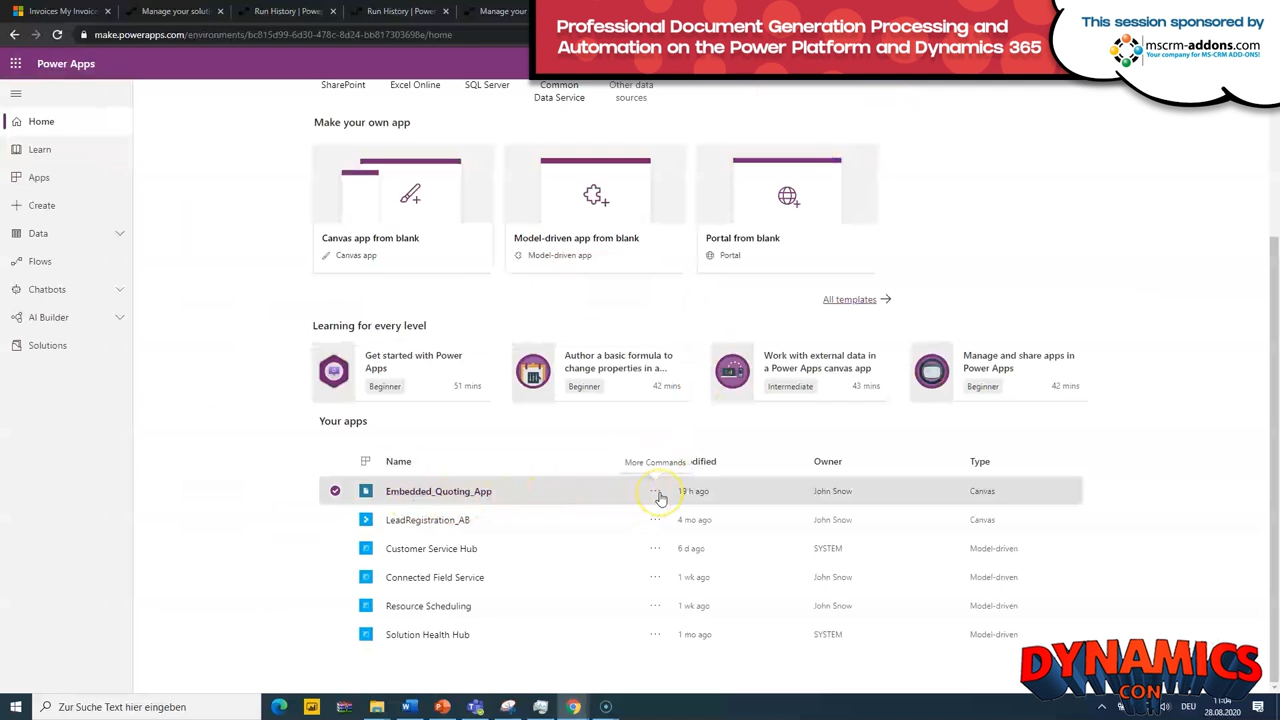 Professional Document Generation Processing and
Automation on the Power Platform and Dynamics 365
This session sponsored by
mscrm-addons.com
Your company for MS-CRM ADD-ONS!
Invoices Info
Manage your soluti
Run History | Powe
Run History | Powe
Manage your
make.powerapps.com/environments/bc815d99-6d30-478c-8d24-bb817303698e/home
Power Apps
SharePoint
Excel Online
SQL Server
Common
Data Service
Other data
sources
Home
Learn
Apps
Create
Data
Flows
Chatbots
AI Builder
Solutions
Make your own app
Canvas app from blank
Canvas app
Model-driven app from blank
Model-driven app
Portal from blank
Portal
All templates
Learning for every level
Get started with Power
Apps
Beginner
51 mins
Author a basic formula to
change properties in a...
Beginner
42 mins
Work with external data in
a Power Apps canvas app
Intermediate
43 mins
Manage and share apps in
Power Apps
Beginner
42 mins
Your apps
More Commands
Name
dified
Owner
Type
Embedded_Quoting_App
19 h ago
John Snow
Canvas
LeadRegistration_AB
4 mo ago
John Snow
Canvas
Customer Service Hub
6 d ago
SYSTEM
Model-driven
Connected Field Service
1 wk ago
John Snow
Model-driven
Resource Scheduling
1 wk ago
John Snow
Model-driven
Solution Health Hub
1 mo ago
SYSTEM
Model-driven
DYNAMICS
CON
Zur Suche Text hier eingeben
DEU
11:04
28.08.2020